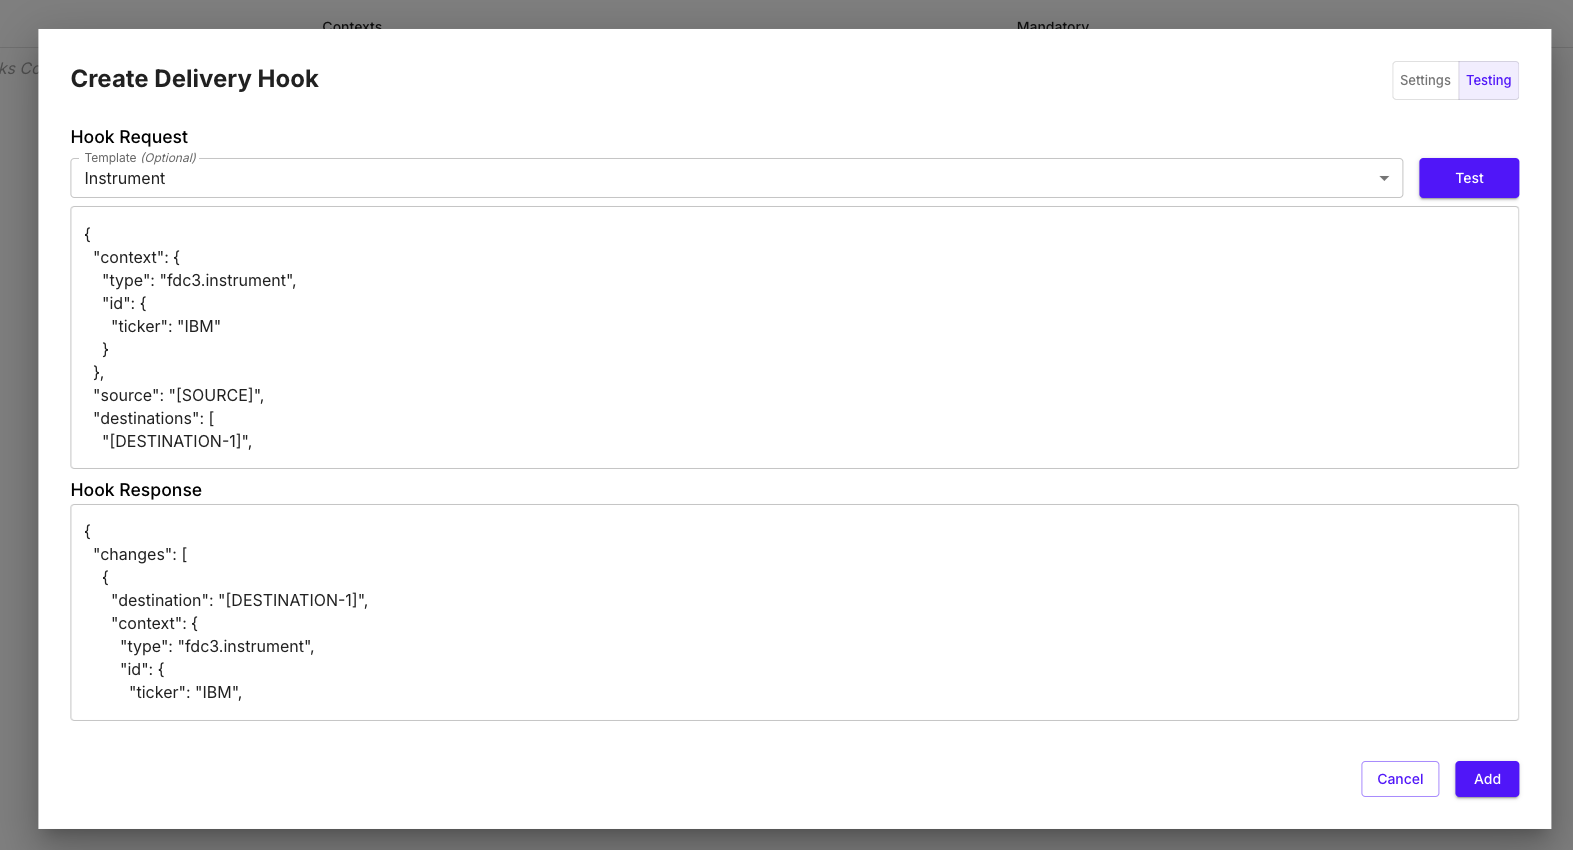 Contexts
Mandatory
ks Co
Create Delivery Hook
Settings
Testing
Hook Request
Template (Optional)
Instrument
Test
{
  "context": {
    "type": "fdc3.instrument",
    "id": {
      "ticker": "IBM"
    }
  },
  "source": "[SOURCE]",
  "destinations": [
    "[DESTINATION-1]",
Hook Response
{
  "changes": [
    {
      "destination": "[DESTINATION-1]",
      "context": {
        "type": "fdc3.instrument",
        "id": {
          "ticker": "IBM",
Cancel
Add